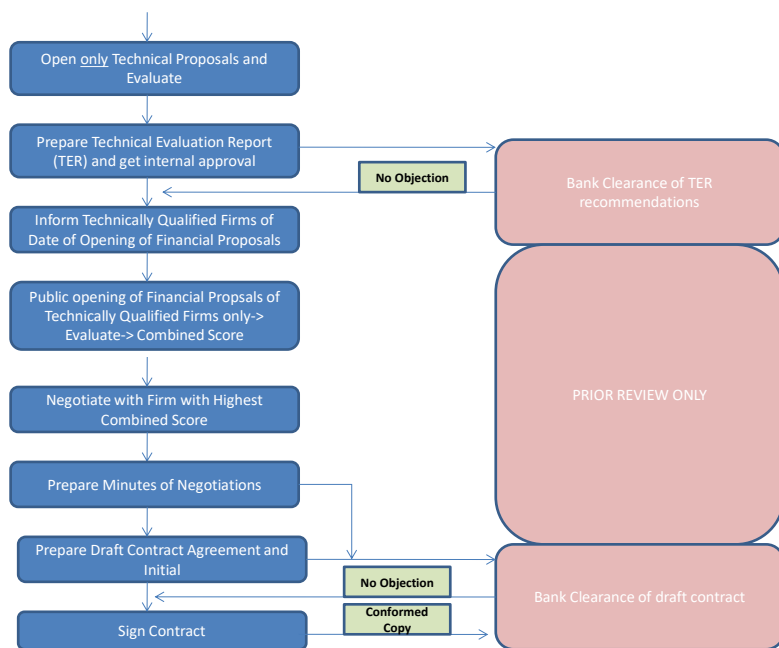 Open only Technical Proposals and
Evaluate
Prepare Technical Evaluation Report
(TER) and get internal approval
No Objection
Bank Clearance of TER
recommendations
Inform Technically Qualified Firms of
Date of Opening of Financial Proposals
Public opening of Financial Propsals of
Technically Qualified Firms only->
Evaluate-> Combined Score
Negotiate with Firm with Highest
Combined Score
PRIOR REVIEW ONLY
Prepare Minutes of Negotiations
Prepare Draft Contract Agreement and
Initial
No Objection
Bank Clearance of draft contract
Conformed
Copy
Sign Contract